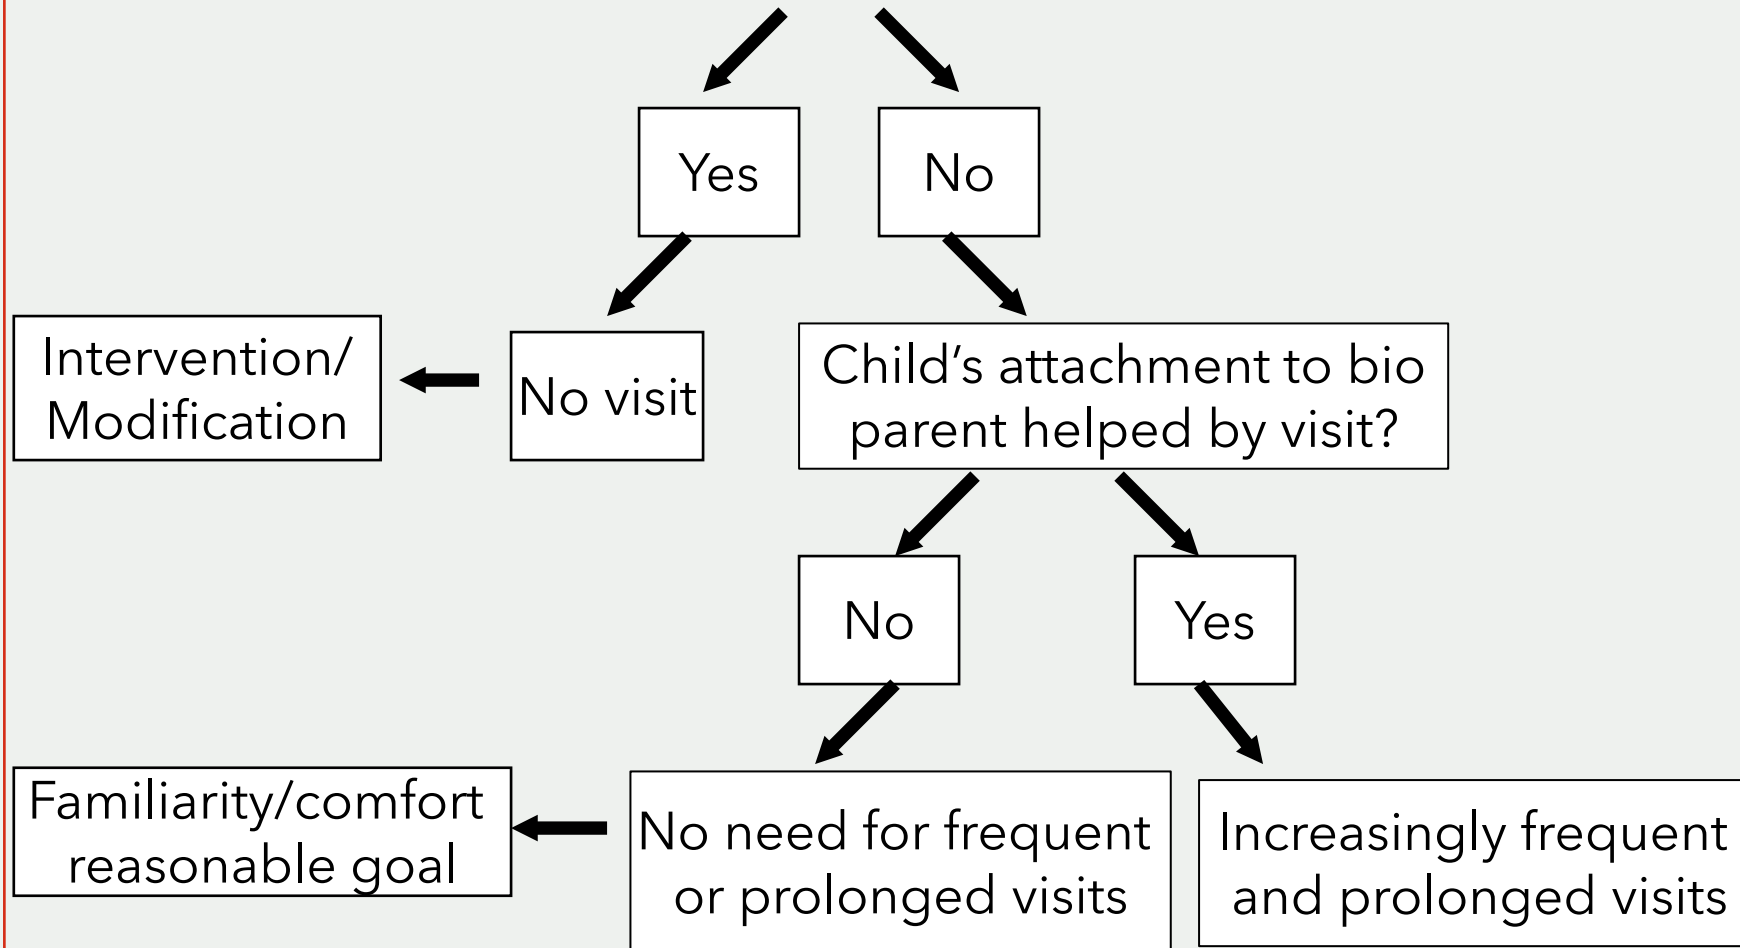 Yes
No
Intervention/
Modification
No visit
Child’s attachment to bio
parent helped by visit?
No
Yes
Familiarity/comfort
reasonable goal
No need for frequent
or prolonged visits
Increasingly frequent
and prolonged visits